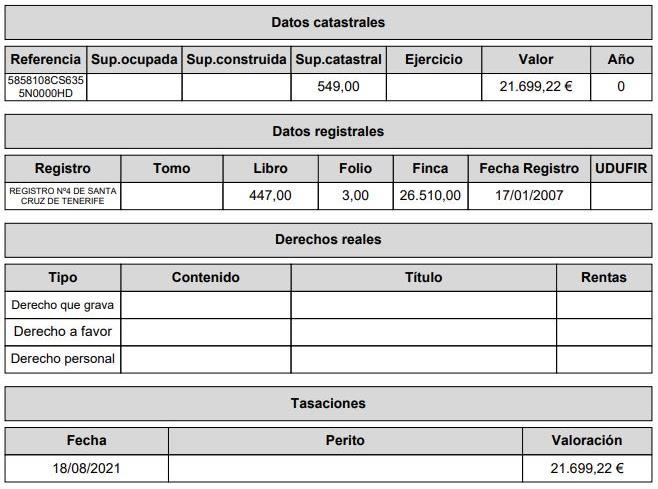 Datos catastrales
Referencia Sup.ocupada Sup.construida Sup.catastral Ejercicio Valor Año
5858108CS635
5N0000HD 549,00 21.699,22 € 0
Datos registrales
Registro Tomo Libro Folio Finca Fecha Registro UDUFIR
REGISTRO Nº4 DE SANTA
CRUZ DE TENERIFE 447,00 3,00 26.510,00 17/01/2007
Derechos reales
Tipo Contenido Título Rentas
Derecho que grava
Derecho a favor
Derecho personal
Tasaciones
Fecha Perito Valoración
18/08/2021 21.699,22 €